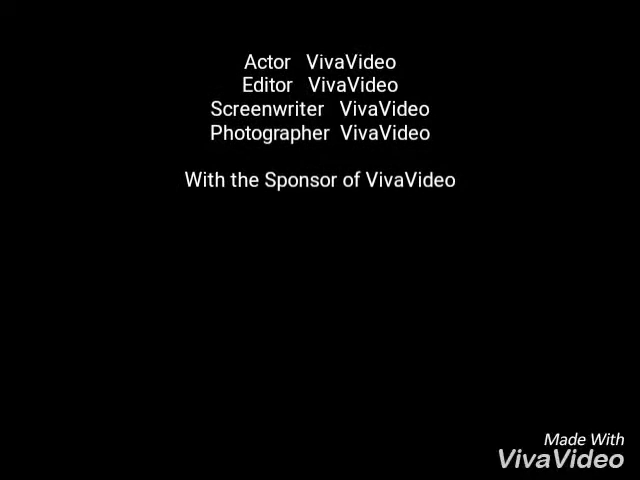 Actor VivaVideo
Editor VivaVideo
Screenwriter VivaVideo
Photographer VivaVideo
With the Sponsor of VivaVideo
Made With
VivaVideo